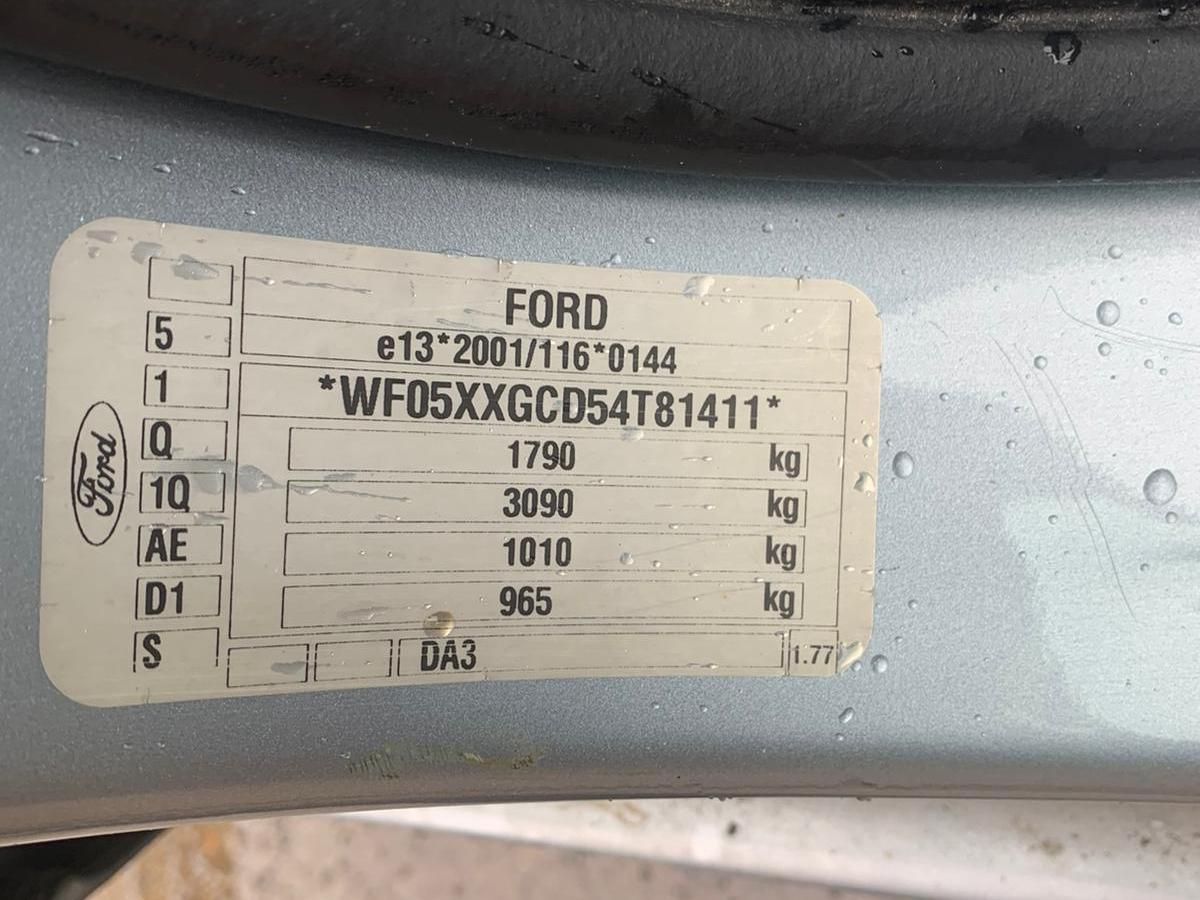 FORD
5
e13*2001/116*0144
1
*WF05XXGCD54T81411*
Q
1790 kg
1Q
3090 kg
AE
1010 kg
D1
965 kg
S
DA3
1.77
Ford